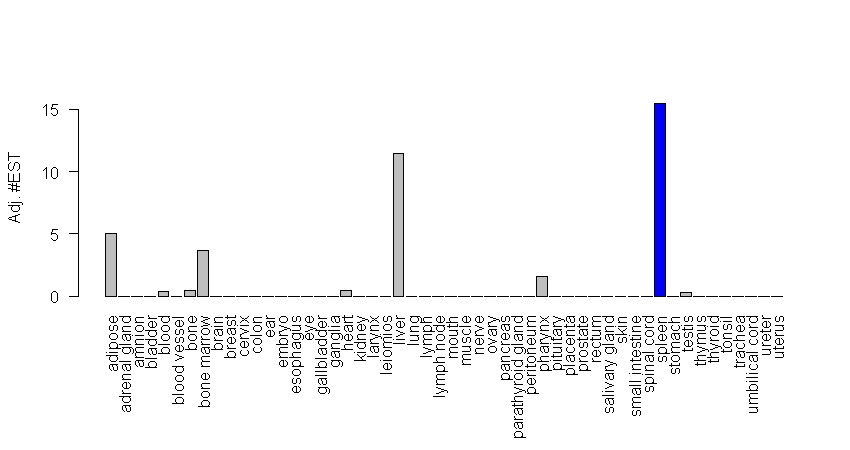 Adj. #EST
15
10
5
0
adipose
adrenal gland
amnion
bladder
blood
blood vessel
bone
bone marrow
brain
breast
cervix
colon
ear
embryo
esophagus
eye
gallbladder
ganglia
heart
kidney
larynx
leiomios
liver
lung
lymph
lymph node
mouth
muscle
nerve
ovary
pancreas
parathyroid gland
peritoneum
pharynx
pituitary
placenta
prostate
rectum
salivary gland
skin
small intestine
spinal cord
spleen
stomach
testis
thymus
thyroid
tonsil
trachea
umbilical cord
ureter
uterus